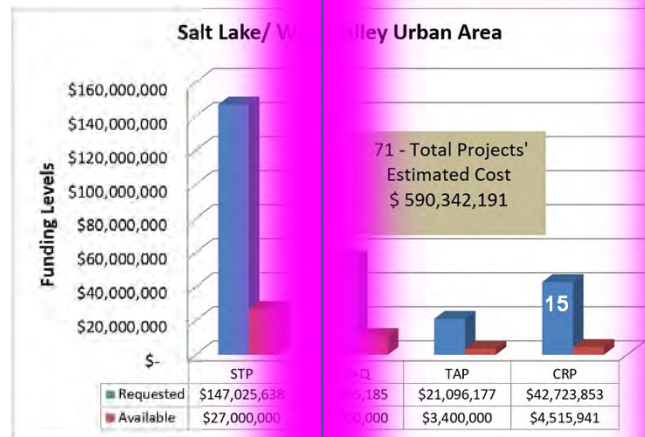 Salt Lake/ Urban Area
$160,000,000
$140,000,000
$120,000,000
$100,000,000
$80,000,000
$60,000,000
$40,000,000
$20,000,000
$-
Funding Levels
71 - Total Projects'
Estimated Cost
$ 590,342,191
15
STP TAP CRP
Requested $147,025,638 $21,096,177 $42,723,853
Available $27,000,000 $3,400,000 $4,515,941